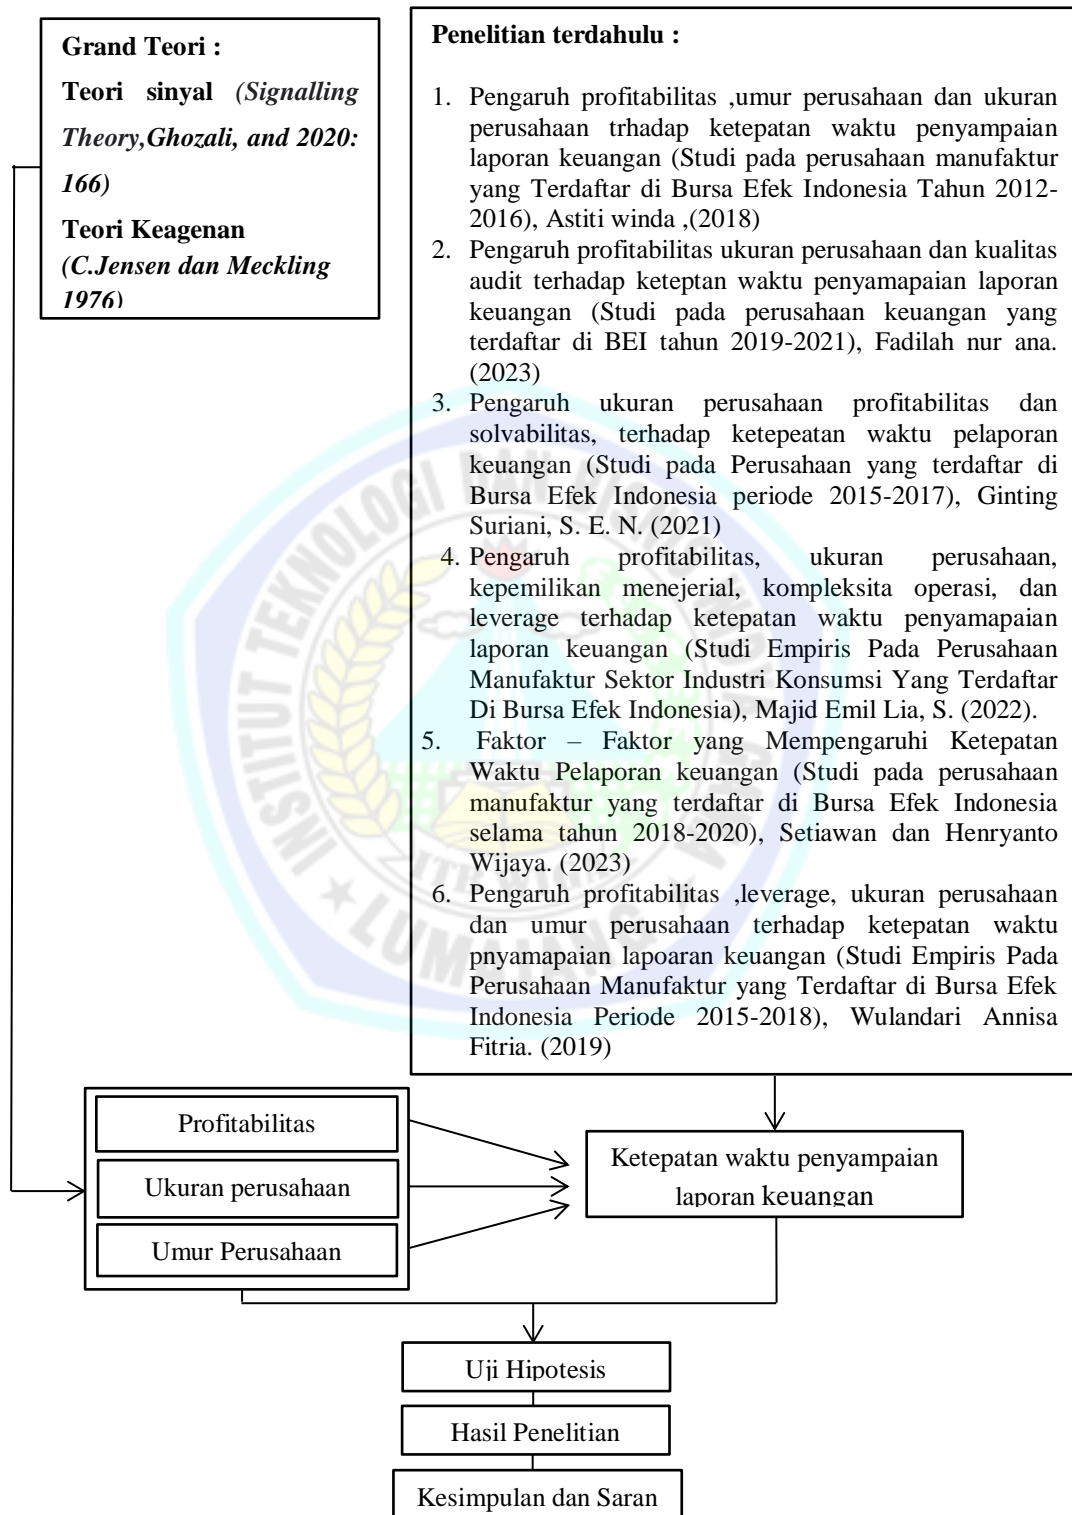 Grand Teori :
Teori sinyal (Signalling
Theory,Ghozali, and 2020:
166)
Teori Keagenan
(C.Jensen dan Meckling
1976)
Penelitian terdahulu :
1. Pengaruh profitabilitas ,umur perusahaan dan ukuran
perusahaan trhadap ketepatan waktu penyampaian
laporan keuangan (Studi pada perusahaan manufaktur
yang Terdaftar di Bursa Efek Indonesia Tahun 2012-
2016), Astiti winda ,(2018)
2. Pengaruh profitabilitas ukuran perusahaan dan kualitas
audit terhadap keteptan waktu penyamapaian laporan
keuangan (Studi pada perusahaan keuangan yang
terdaftar di BEI tahun 2019-2021), Fadilah nur ana.
(2023)
3. Pengaruh ukuran perusahaan profitabilitas dan
solvabilitas, terhadap ketepeatan waktu pelaporan
keuangan (Studi pada Perusahaan yang terdaftar di
Bursa Efek Indonesia periode 2015-2017), Ginting
Suriani, S. E. N. (2021)
4. Pengaruh profitabilitas, ukuran perusahaan,
kepemilikan menejerial, kompleksita operasi, dan
leverage terhadap ketepatan waktu penyamapaian
laporan keuangan (Studi Empiris Pada Perusahaan
Manufaktur Sektor Industri Konsumsi Yang Terdaftar
Di Bursa Efek Indonesia), Majid Emil Lia, S. (2022).
5. Faktor – Faktor yang Mempengaruhi Ketepatan
Waktu Pelaporan keuangan (Studi pada perusahaan
manufaktur yang terdaftar di Bursa Efek Indonesia
selama tahun 2018-2020), Setiawan dan Henryanto
Wijaya. (2023)
6. Pengaruh profitabilitas ,leverage, ukuran perusahaan
dan umur perusahaan terhadap ketepatan waktu
pnyamapaian lapoaran keuangan (Studi Empiris Pada
Perusahaan Manufaktur yang Terdaftar di Bursa Efek
Indonesia Periode 2015-2018), Wulandari Annisa
Fitria. (2019)
Profitabilitas
Ukuran perusahaan
Umur Perusahaan
Ketepatan waktu penyampaian
laporan keuangan
Uji Hipotesis
Hasil Penelitian
Kesimpulan dan Saran
INSTITUT TEKNOLOGI DAN BISNIS
LUMAJANG